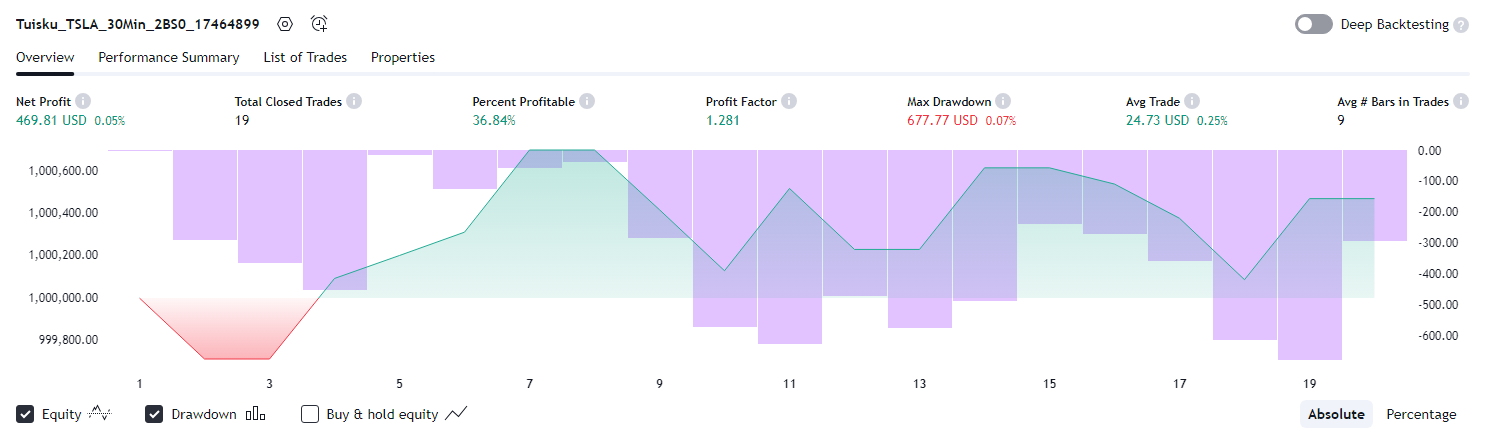 Tuisku_TSLA_30Min_2BS0_17464899 Deep Backtesting ?
Overview Performance Summary List of Trades Properties
Net Profit i Total Closed Trades i Percent Profitable i Profit Factor i Max Drawdown i Avg Trade i Avg # Bars in Trades i
469.81 USD 0.05% 19 36.84% 1.281 677.77 USD 0.07% 24.73 USD 0.25% 9
0.00
1,000,600.00 -100.00
1,000,400.00 -200.00
1,000,200.00 -300.00
-400.00
1,000,000.00 -500.00
999,800.00 -600.00
1 3 5 7 9 11 13 15 17 19
Equity Drawdown Buy & hold equity Absolute Percentage